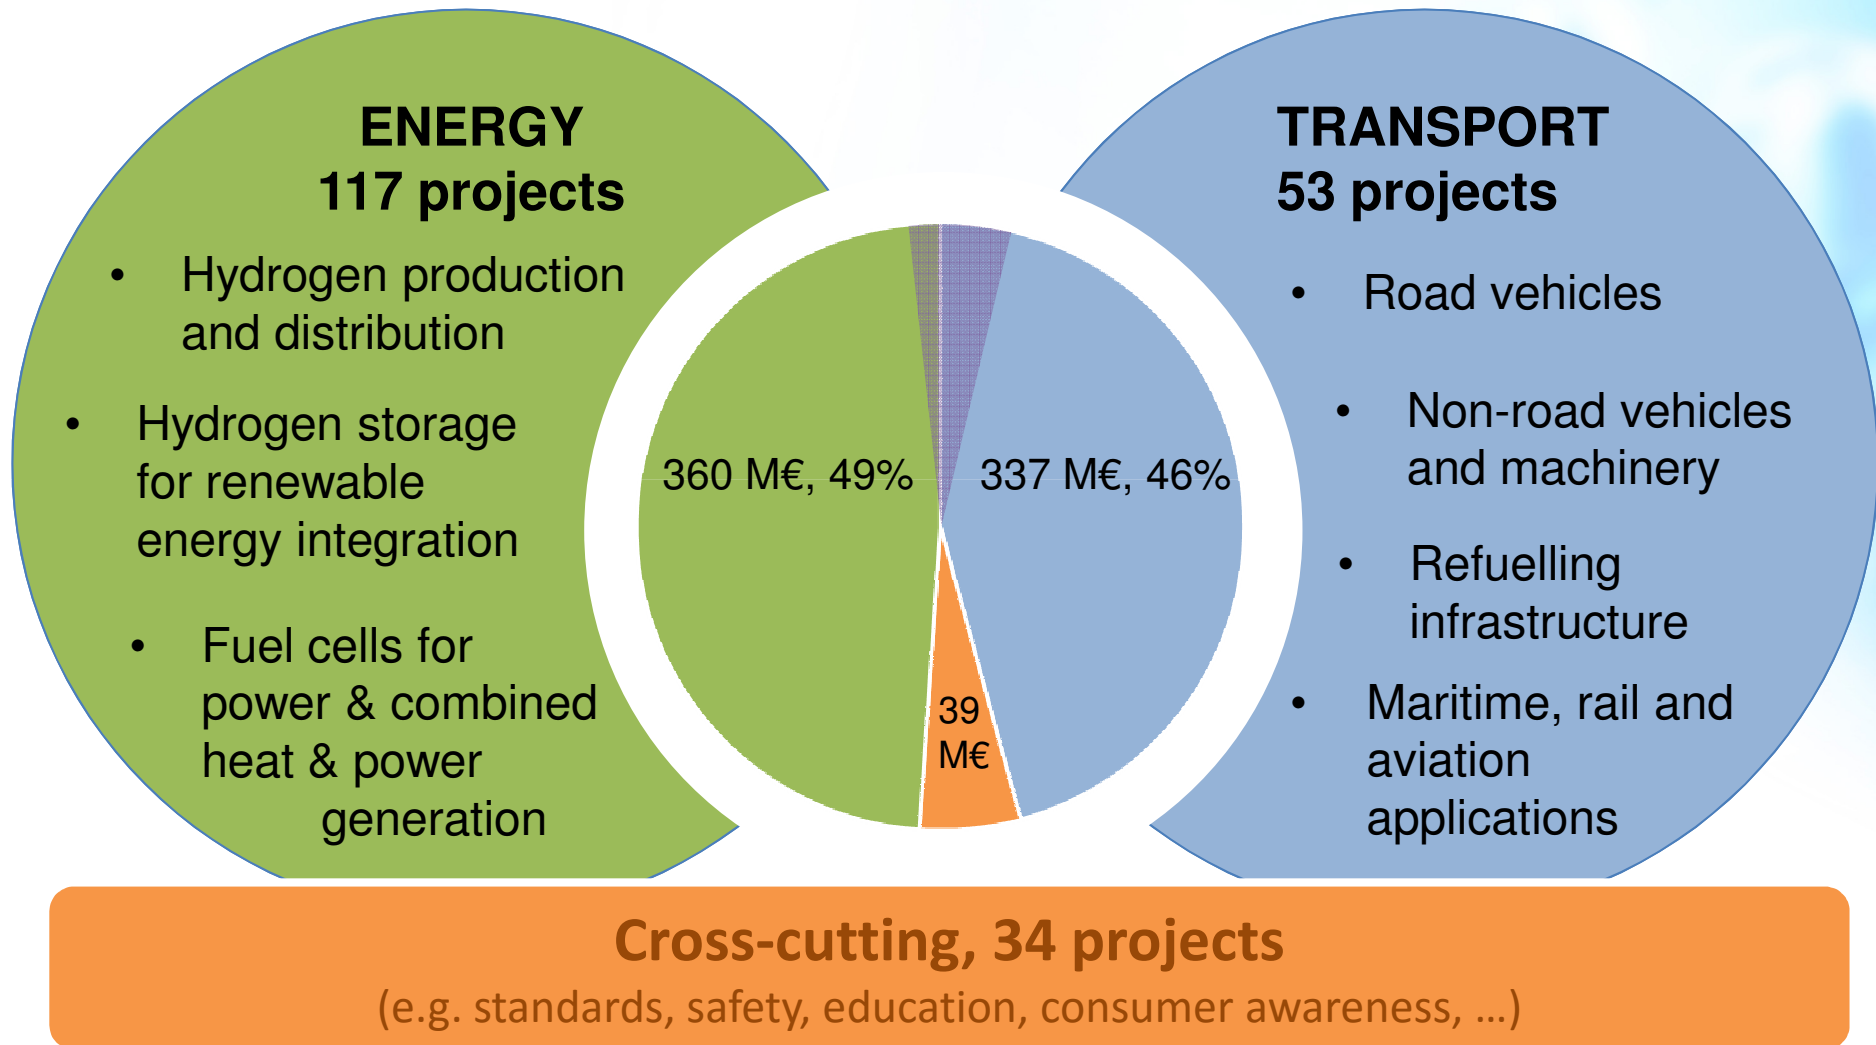 ENERGY
117 projects
• Hydrogen production
and distribution
• Hydrogen storage
for renewable
energy integration
• Fuel cells for
power & combined
heat & power
generation
360 M€, 49%
337 M€, 46%
39
M€
TRANSPORT
53 projects
• Road vehicles
• Non-road vehicles
and machinery
• Refuelling
infrastructure
• Maritime, rail and
aviation
applications
Cross-cutting, 34 projects
(e.g. standards, safety, education, consumer awareness, ...)